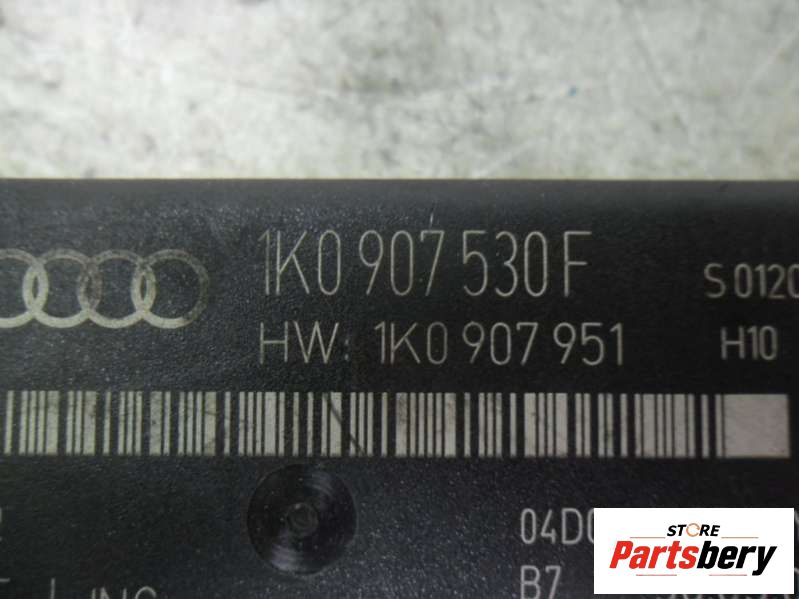 1K0 907 530 F S 0120
HW: 1K0 907 951 H10
04D
B7
STORE
Partsbery